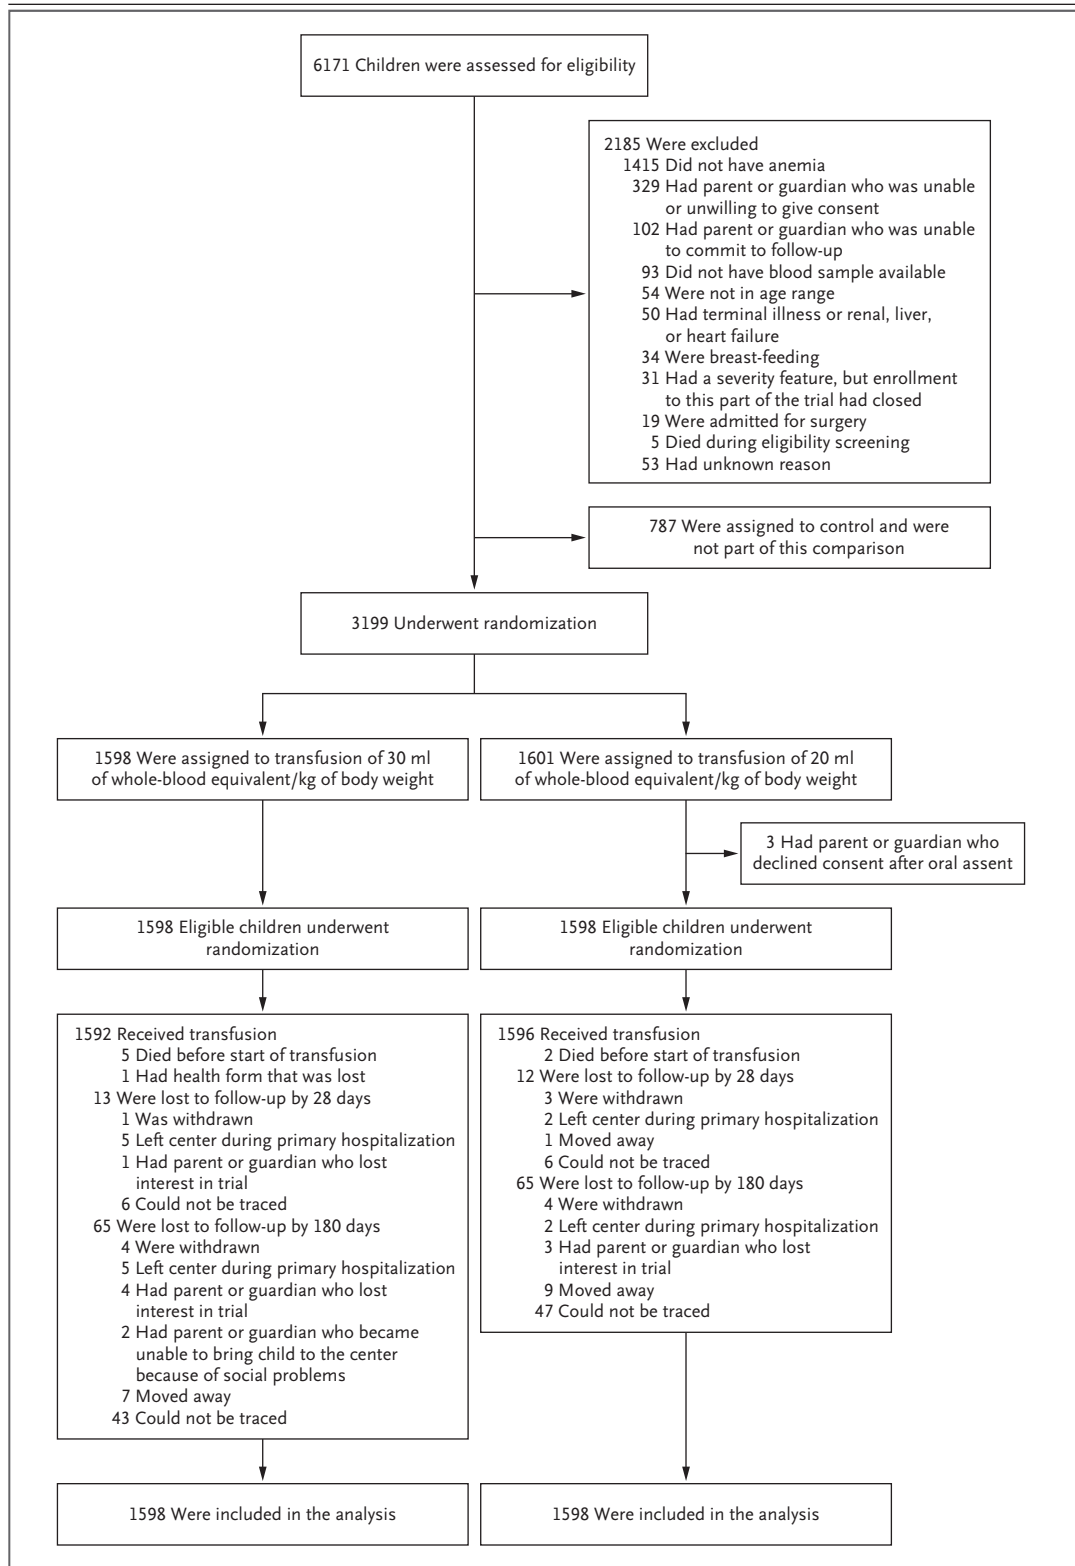 6171 Children were assessed for eligibility
2185 Were excluded
1415 Did not have anemia
329 Had parent or guardian who was unable
or unwilling to give consent
102 Had parent or guardian who was unable
to commit to follow-up
93 Did not have blood sample available
54 Were not in age range
50 Had terminal illness or renal, liver,
or heart failure
34 Were breast-feeding
31 Had a severity feature, but enrollment
to this part of the trial had closed
19 Were admitted for surgery
5 Died during eligibility screening
53 Had unknown reason
787 Were assigned to control and were
not part of this comparison
3199 Underwent randomization
1598 Were assigned to transfusion of 30 ml
of whole-blood equivalent/kg of body weight
1601 Were assigned to transfusion of 20 ml
of whole-blood equivalent/kg of body weight
3 Had parent or guardian who
declined consent after oral assent
1598 Eligible children underwent
randomization
1598 Eligible children underwent
randomization
1592 Received transfusion
5 Died before start of transfusion
1 Had health form that was lost
13 Were lost to follow-up by 28 days
1 Was withdrawn
5 Left center during primary hospitalization
1 Had parent or guardian who lost
interest in trial
6 Could not be traced
65 Were lost to follow-up by 180 days
4 Were withdrawn
5 Left center during primary hospitalization
4 Had parent or guardian who lost
interest in trial
2 Had parent or guardian who became
unable to bring child to the center
because of social problems
7 Moved away
43 Could not be traced
1596 Received transfusion
2 Died before start of transfusion
12 Were lost to follow-up by 28 days
3 Were withdrawn
2 Left center during primary hospitalization
1 Moved away
6 Could not be traced
65 Were lost to follow-up by 180 days
4 Were withdrawn
2 Left center during primary hospitalization
3 Had parent or guardian who lost
interest in trial
9 Moved away
47 Could not be traced
1598 Were included in the analysis
1598 Were included in the analysis